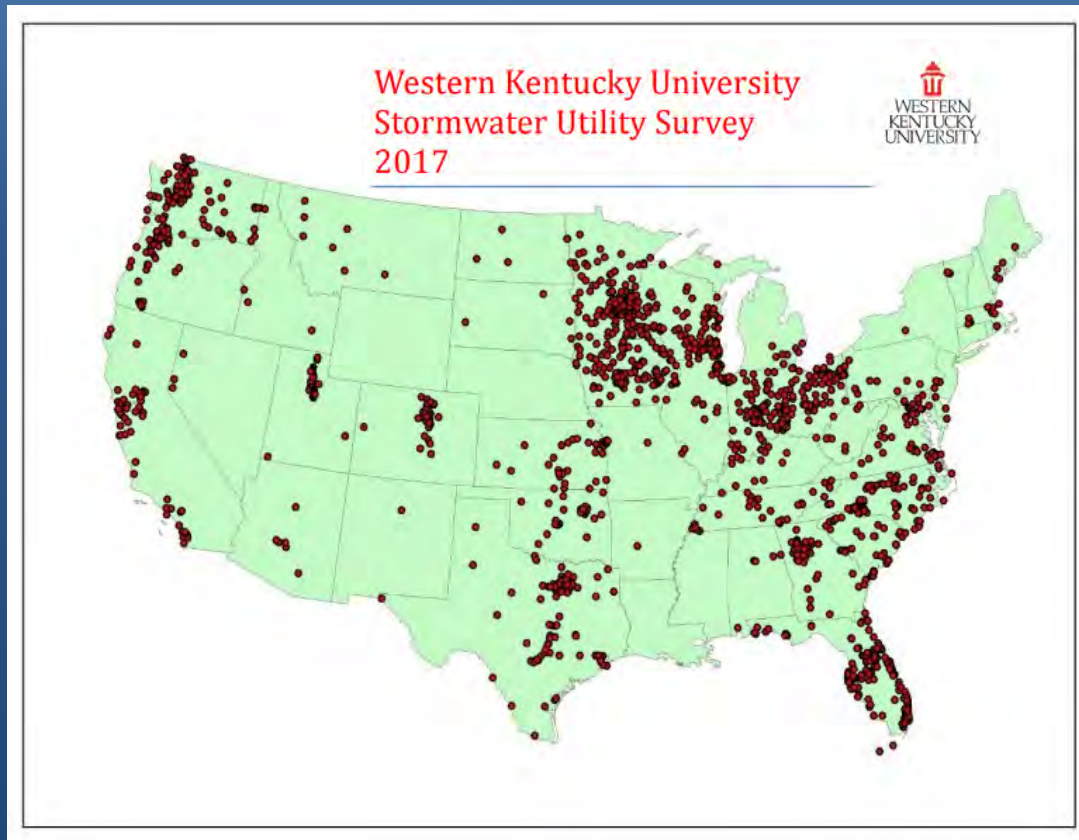 Western Kentucky University
Stormwater Utility Survey
2017
WESTERN
KENTUCKY
UNIVERSITY